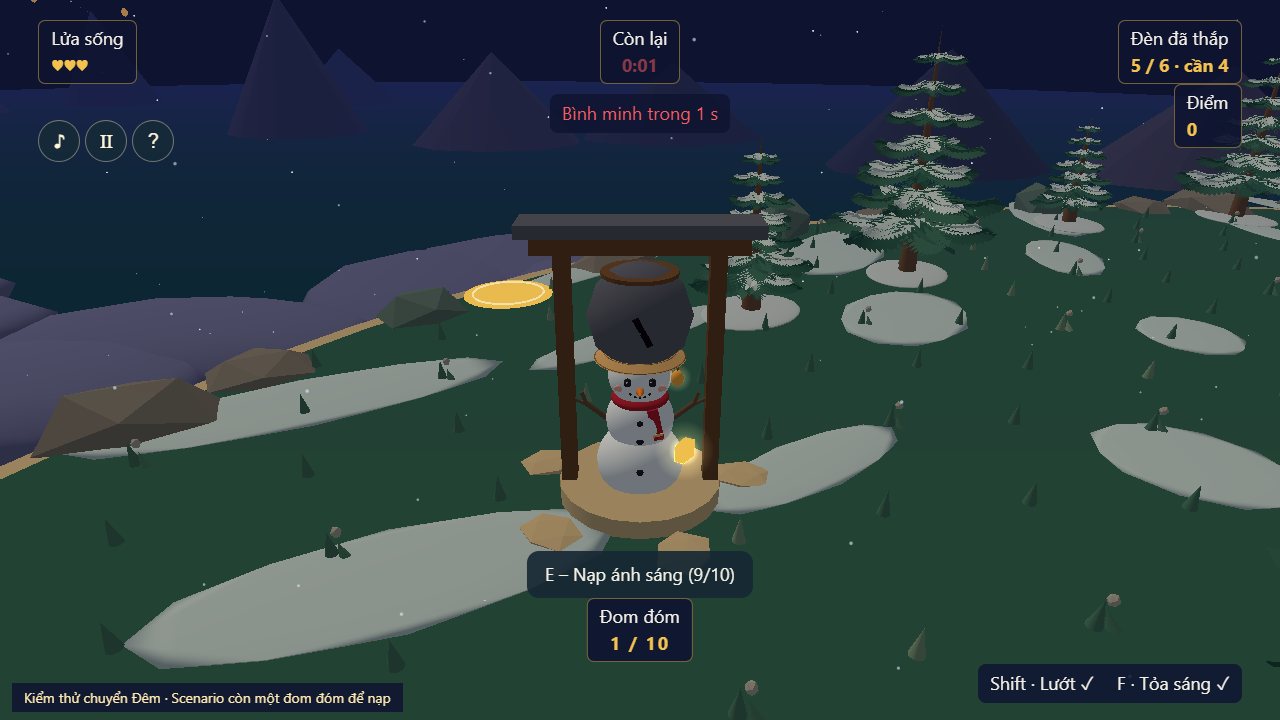 Lửa sống
♥♥♥
Còn lại
0:01
Đèn đã thắp
5 / 6 · cần 4
Điểm
0
Bình minh trong 1 s
♪ II ?
E – Nạp ánh sáng (9/10)
Đom đóm
1 / 10
Kiểm thử chuyển Đêm · Scenario còn một đom đóm để nạp
Shift · Lướt ✓ F · Tỏa sáng ✓